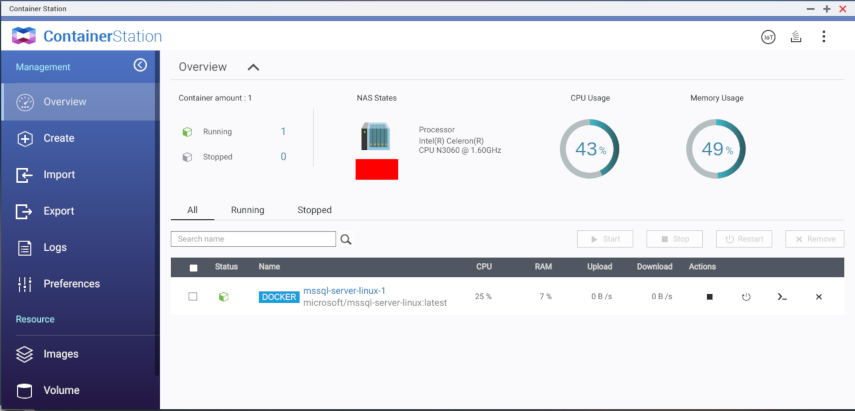 Container Station
ContainerStation
IoT
Management
Overview
Create
Import
Export
Logs
Preferences
Resource
Images
Volume
Overview
Container amount : 1
Running 1
Stopped 0
NAS States
Processor
Intel(R) Celeron(R)
CPU N3060 @ 1.60GHz
CPU Usage
43 %
Memory Usage
49 %
All Running Stopped
Search name
Start Stop Restart Remove
Status Name CPU RAM Upload Download Actions
DOCKER mssql-server-linux-1
microsoft/mssql-server-linux:latest
25 % 7 % 0 B /s 0 B /s